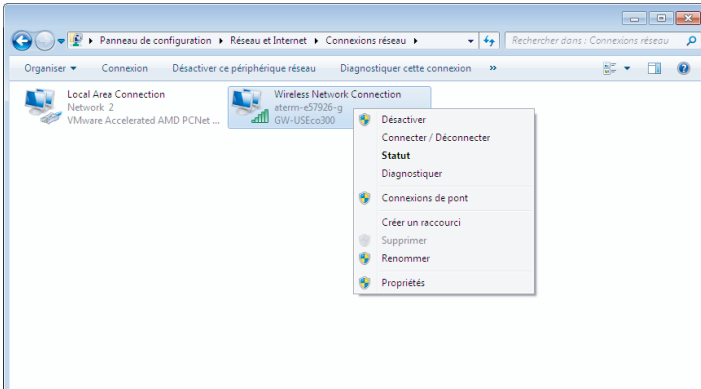 Panneau de configuration Réseau et Internet Connexions réseau
Rechercher dans : Connexions réseau
Organiser Connexion Désactiver ce périphérique réseau Diagnostiquer cette connexion »
Local Area Connection
Network 2
VMware Accelerated AMD PCNet ...
Wireless Network Connection
aterm-e57926-g
GW-USEco300
Désactiver
Connecter / Déconnecter
Statut
Diagnostiquer
Connexions de pont
Créer un raccourci
Supprimer
Renommer
Propriétés